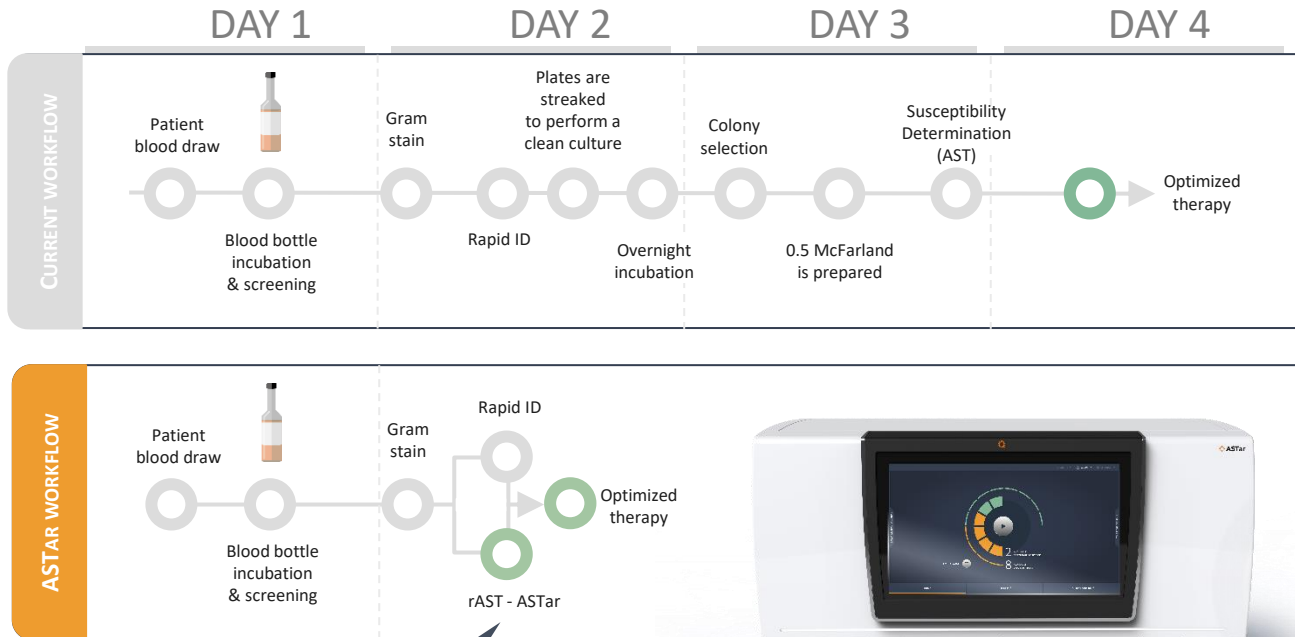 DAY 1
DAY 2
DAY 3
DAY 4
CURRENT WORKFLOW
Patient
blood draw
Blood bottle
incubation
& screening
Gram
stain
Rapid ID
Plates are
streaked
to perform a
clean culture
Overnight
incubation
Colony
selection
0.5 McFarland
is prepared
Susceptibility
Determination
(AST)
Optimized
therapy
ASTAR WORKFLOW
Patient
blood draw
Blood bottle
incubation
& screening
Gram
stain
Rapid ID
rAST - ASTar
Optimized
therapy
ASTar
2
8